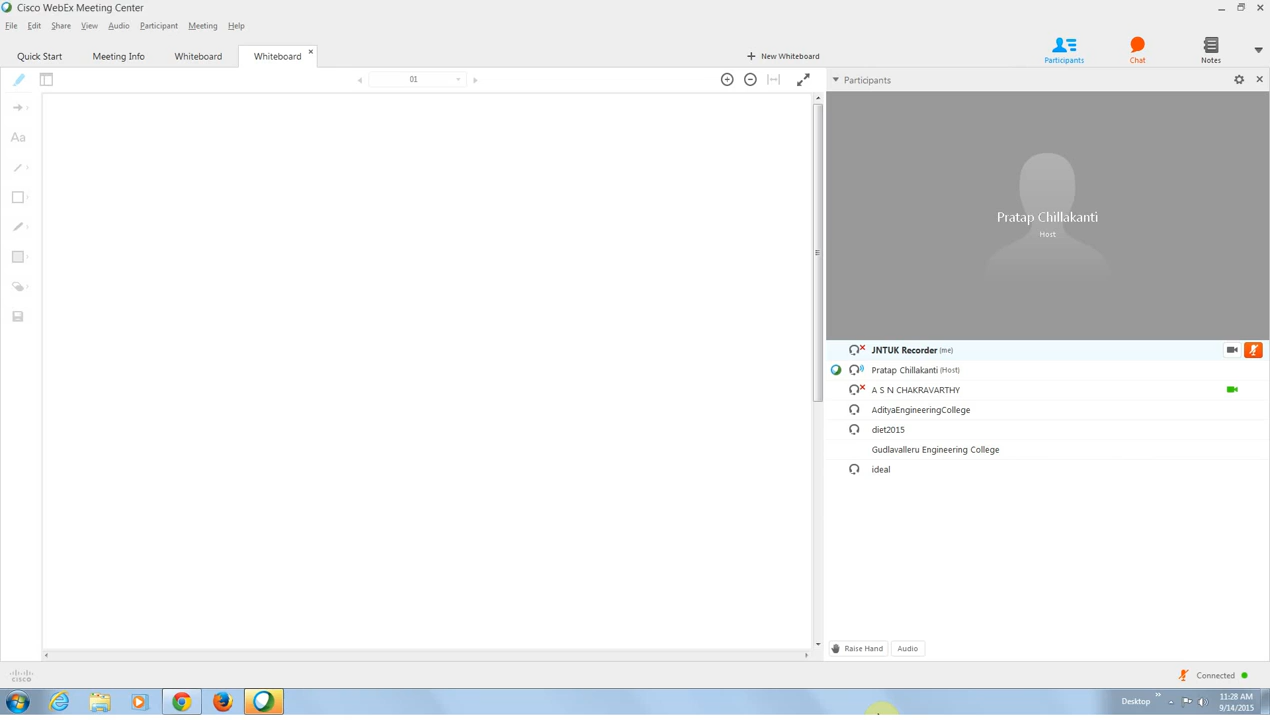 Cisco WebEx Meeting Center
File Edit Share View Audio Participant Meeting Help
Quick Start Meeting Info Whiteboard Whiteboard New Whiteboard
Participants Chat Notes
01
Participants
Pratap Chillakanti
Host
JNTUK Recorder (me)
Pratap Chillakanti (Host)
A S N CHAKRAVARTHY
AdityaEngineeringCollege
diet2015
Gudlavalleru Engineering College
ideal
Aa
Raise Hand Audio
cisco
Connected
Desktop
11:28 AM
9/14/2015